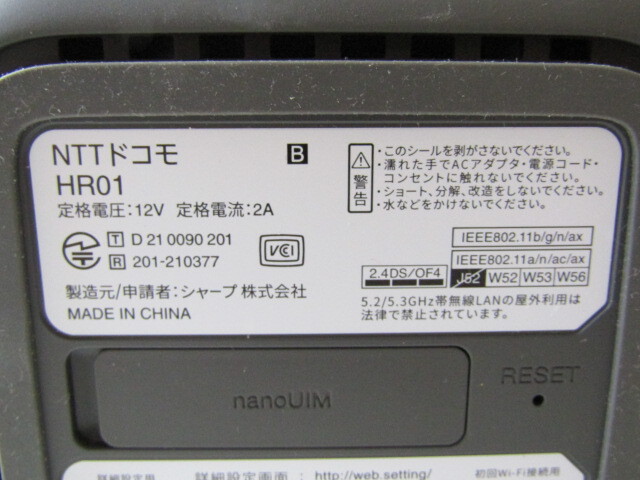 NTTドコモ
B
HR01
定格電圧:12V 定格電流:2A
T D 21 0090 201
R 201-210377
VCI
製造元/申請者:シャープ株式会社
MADE IN CHINA
警告
・このシールを剥がさないでください。
・濡れた手でACアダプタ・電源コード・
コンセントに触れないでください。
・ショート、分解、改造をしないでください。
・水などをかけないでください。
IEEE802.11b/g/n/ax
IEEE802.11a/n/ac/ax
2.4DS/OF4
J52 W52 W53 W56
5.2/5.3GHz帯無線LANの屋外利用は
法律で禁止されています。
nanoUIM
RESET
詳細設定用
詳細設定画面 : http://web.setting/
初回Wi-Fi接続用